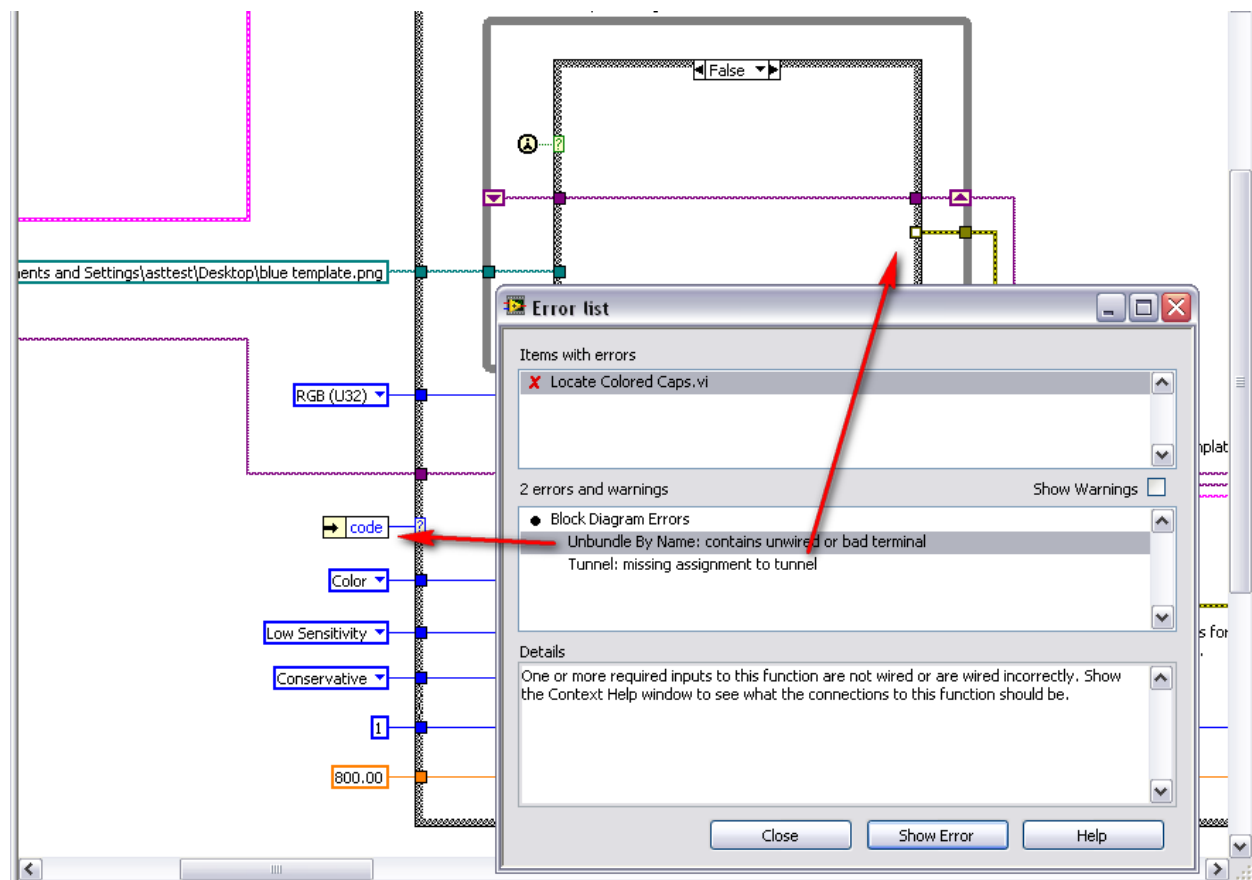 False
?
ments and Settings\asttest\Desktop\blue template.png
Error list
Items with errors
Locate Colored Caps.vi
RGB (U32)
2 errors and warnings
Show Warnings
Block Diagram Errors
code
?
Unbundle By Name: contains unwired or bad terminal
Tunnel: missing assignment to tunnel
Color
Low Sensitivity
s for
Details
Conservative
One or more required inputs to this function are not wired or are wired incorrectly. Show
the Context Help window to see what the connections to this function should be.
1
800.00
Close
Show Error
Help